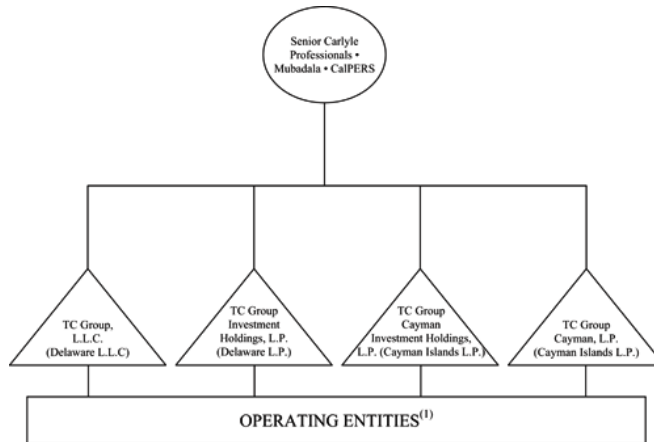 Senior Carlyle
Professionals •
Mubadala • CalPERS
TC Group,
L.L.C.
(Delaware L.L.C)
TC Group
Investment
Holdings, L.P.
(Delaware L.P.)
TC Group
Cayman
Investment Holdings,
L.P. (Cayman Islands L.P.)
TC Group
Cayman, L.P.
(Cayman Islands L.P.)
OPERATING ENTITIES(1)